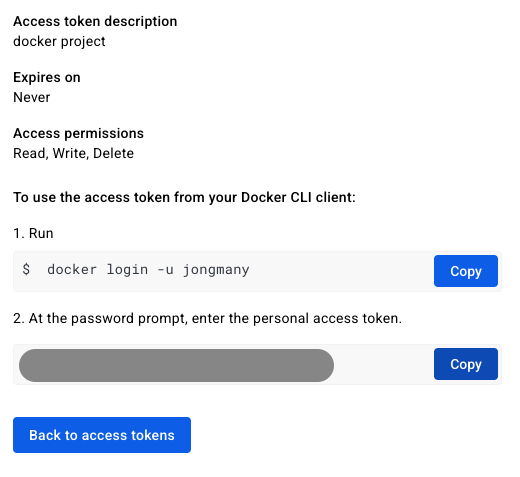 Access token description
docker project
Expires on
Never
Access permissions
Read, Write, Delete
To use the access token from your Docker CLI client:
1. Run
$ docker login -u jongmany
Copy
2. At the password prompt, enter the personal access token.
Copy
Back to access tokens